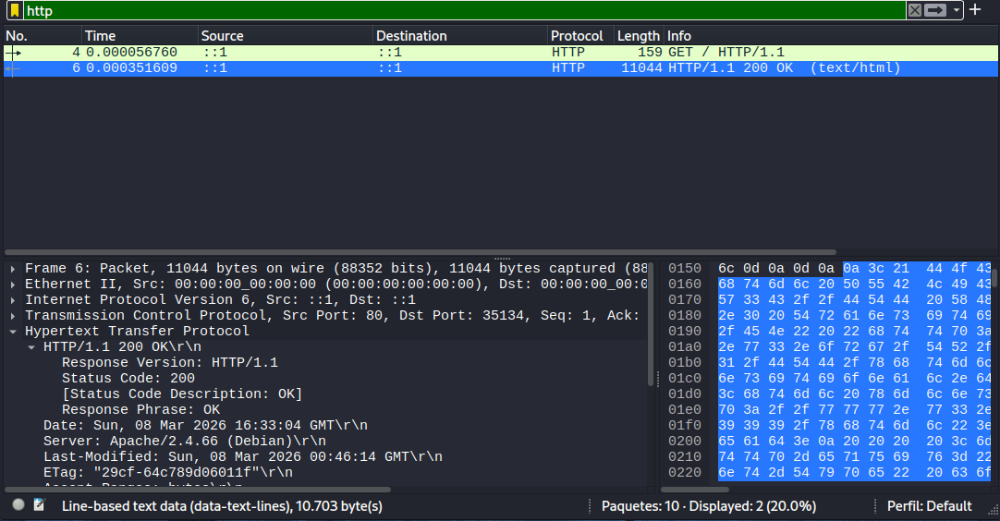 http
No. Time Source Destination Protocol Length Info
4 0.000056760 ::1 ::1 HTTP 159 GET / HTTP/1.1
6 0.000351609 ::1 ::1 HTTP 11044 HTTP/1.1 200 OK (text/html)
Frame 6: Packet, 11044 bytes on wire (88352 bits), 11044 bytes captured (88
Ethernet II, Src: 00:00:00_00:00:00 (00:00:00:00:00:00), Dst: 00:00:00_00:0
Internet Protocol Version 6, Src: ::1, Dst: ::1
Transmission Control Protocol, Src Port: 80, Dst Port: 35134, Seq: 1, Ack:
Hypertext Transfer Protocol
HTTP/1.1 200 OK\r\n
Response Version: HTTP/1.1
Status Code: 200
[Status Code Description: OK]
Response Phrase: OK
Date: Sun, 08 Mar 2026 16:33:04 GMT\r\n
Server: Apache/2.4.66 (Debian)\r\n
Last-Modified: Sun, 08 Mar 2026 00:46:14 GMT\r\n
ETag: "29cf-64c789d06011f"\r\n
Accept-Ranges: bytes\r\n
0150 6c 0d 0a 0d 0a 0a 3c 21 44 4f 43
0160 68 74 6d 6c 20 50 55 42 4c 49 43
0170 57 33 43 2f 2f 44 54 44 20 58 48
0180 2e 30 20 54 72 61 6e 73 69 74 69
0190 2f 45 4e 22 20 22 68 74 74 70 3a
01a0 2e 77 33 2e 6f 72 67 2f 54 52 2f
01b0 31 2f 44 54 44 2f 78 68 74 6d 6c
01c0 6e 73 69 74 69 6f 6e 61 6c 2e 64
01d0 3c 68 74 6d 6c 20 78 6d 6c 6e 73
01e0 70 3a 2f 2f 77 77 77 2e 77 33 2e
01f0 39 39 39 2f 78 68 74 6d 6c 22 3e
0200 65 61 64 3e 0a 20 20 20 20 3c 6d
0210 74 74 70 2d 65 71 75 69 76 3d 22
0220 6e 74 2d 54 79 70 65 22 20 63 6f
Line-based text data (data-text-lines), 10.703 byte(s) Paquetes: 10 · Displayed: 2 (20.0%) Perfil: Default